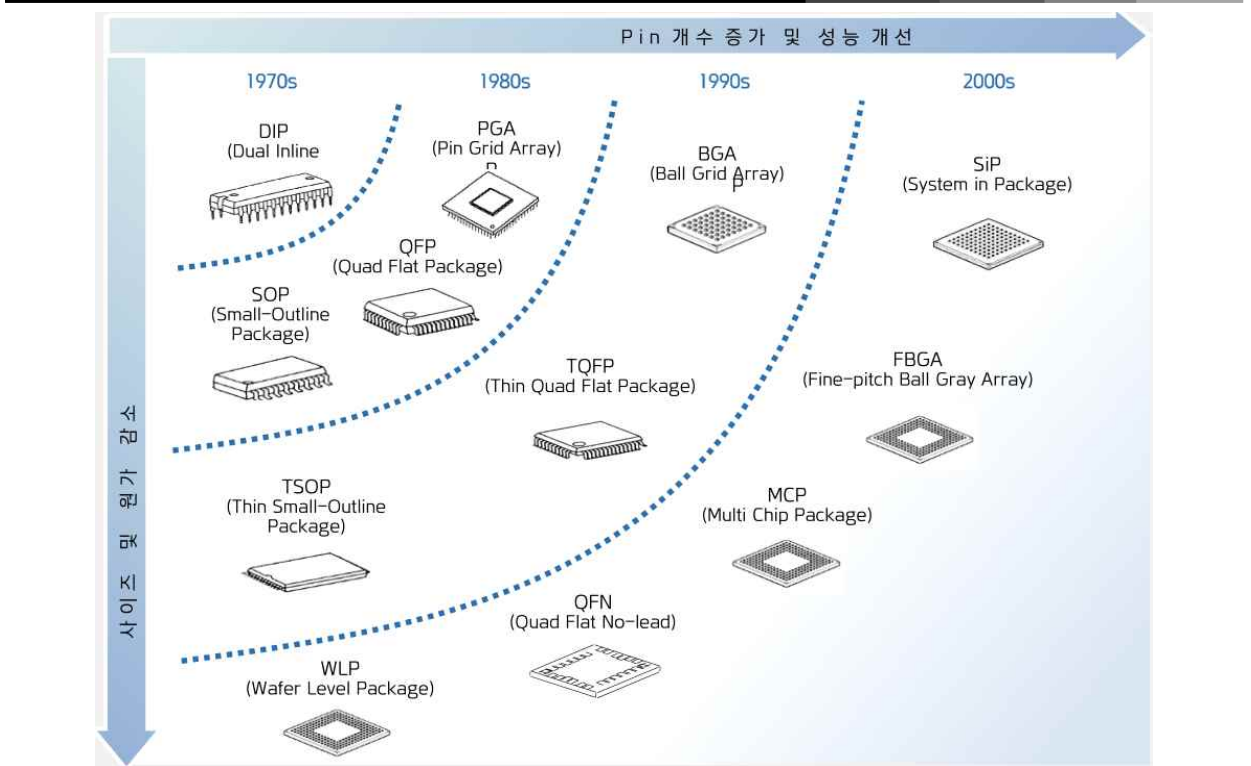 Pin 개수 증가 및 성능 개선
1970s
1980s
1990s
2000s
DIP
(Dual Inline
PGA
(Pin Grid Array)
BGA
(Ball Grid Array)
p
SiP
(System in Package)
QFP
(Quad Flat Package)
SOP
(Small-Outline
Package)
TQFP
(Thin Quad Flat Package)
FBGA
(Fine-pitch Ball Gray Array)
TSOP
(Thin Small-Outline
Package)
MCP
(Multi Chip Package)
QFN
(Quad Flat No-lead)
WLP
(Wafer Level Package)
사이즈 및 원가 감소